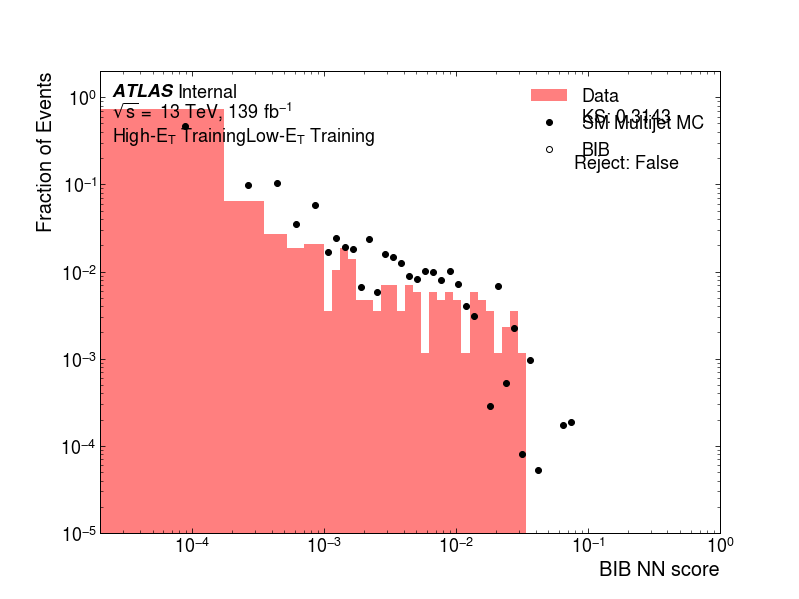 ATLAS Internal
√s = 13 TeV, 139 fb⁻¹
High-E_T TrainingLow-E_T Training
Data
KS: 0.3143
SM Multijet MC
BIB
Reject: False
Fraction of Events
10⁰
10⁻¹
10⁻²
10⁻³
10⁻⁴
10⁻⁵
10⁻⁴ 10⁻³ 10⁻² 10⁻¹ 10⁰
BIB NN score